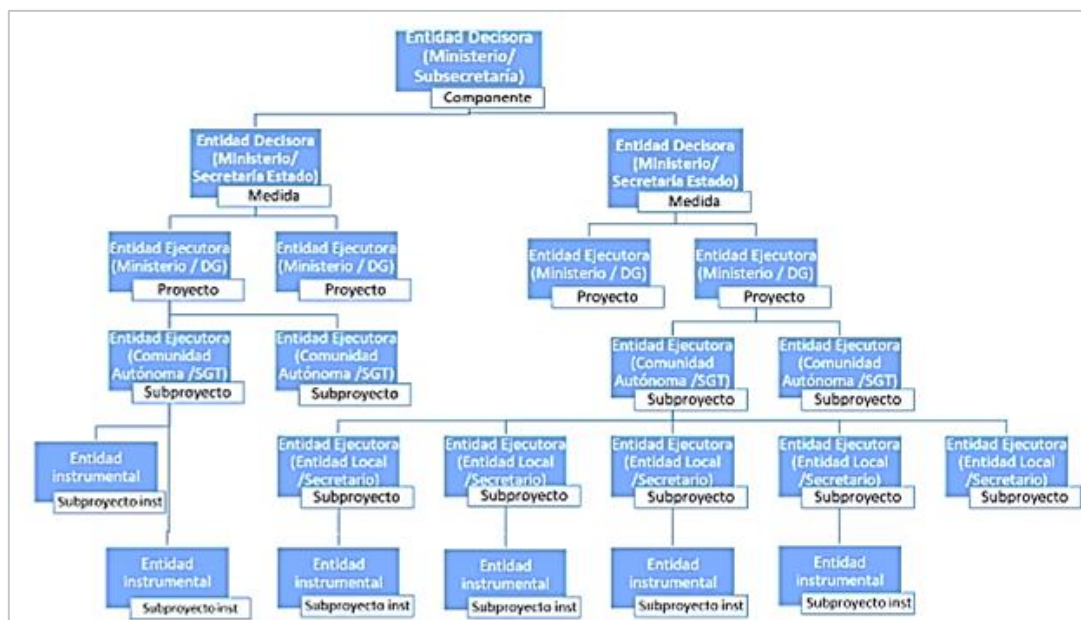 Entidad Decisora
(Ministerio/
Subsecretaría)
Componente
Entidad Decisora
(Ministerio/
Secretaría Estado)
Medida
Entidad Decisora
(Ministerio/
Secretaría Estado)
Medida
Entidad Ejecutora
(Ministerio / DG)
Proyecto
Entidad Ejecutora
(Ministerio / DG)
Proyecto
Entidad Ejecutora
(Ministerio / DG)
Proyecto
Entidad Ejecutora
(Ministerio / DG)
Proyecto
Entidad Ejecutora
(Comunidad
Autónoma /SGT)
Subproyecto
Entidad Ejecutora
(Comunidad
Autónoma /SGT)
Subproyecto
Entidad Ejecutora
(Comunidad
Autónoma /SGT)
Subproyecto
Entidad Ejecutora
(Comunidad
Autónoma /SGT)
Subproyecto
Entidad
instrumental
Subproyecto inst
Entidad Ejecutora
(Entidad Local
/Secretario)
Subproyecto
Entidad Ejecutora
(Entidad Local
/Secretario)
Subproyecto
Entidad Ejecutora
(Entidad Local
/Secretario)
Subproyecto
Entidad Ejecutora
(Entidad Local
/Secretario)
Subproyecto
Entidad Ejecutora
(Entidad Local
/Secretario)
Subproyecto
Entidad
instrumental
Subproyecto inst
Entidad
instrumental
Subproyecto inst
Entidad
instrumental
Subproyecto inst
Entidad
instrumental
Subproyecto inst
Entidad
instrumental
Subproyecto inst